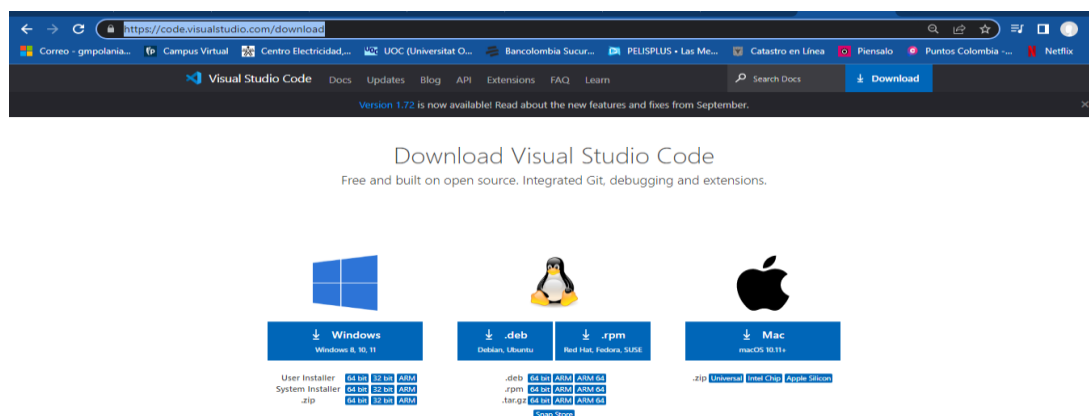 https://code.visualstudio.com/download
Correo - gmpolania... Campus Virtual Centro Electricidad,... UOC (Universitat O... Bancolombia Sucur... PELISPLUS • Las Me... Catastro en Línea Piensalo Puntos Colombia -... Netflix
Visual Studio Code Docs Updates Blog API Extensions FAQ Learn Search Docs Download
Version 1.72 is now available! Read about the new features and fixes from September.
Download Visual Studio Code
Free and built on open source. Integrated Git, debugging and extensions.
Windows
Windows 8, 10, 11
User Installer 64 bit 32 bit ARM
System Installer 64 bit 32 bit ARM
.zip 64 bit 32 bit ARM
.deb
Debian, Ubuntu
.rpm
Red Hat, Fedora, SUSE
.deb 64 bit ARM ARM 64
.rpm 64 bit ARM ARM 64
.tar.gz 64 bit ARM ARM 64
Snap Store
Mac
macOS 10.11+
.zip Universal Intel Chip Apple Silicon